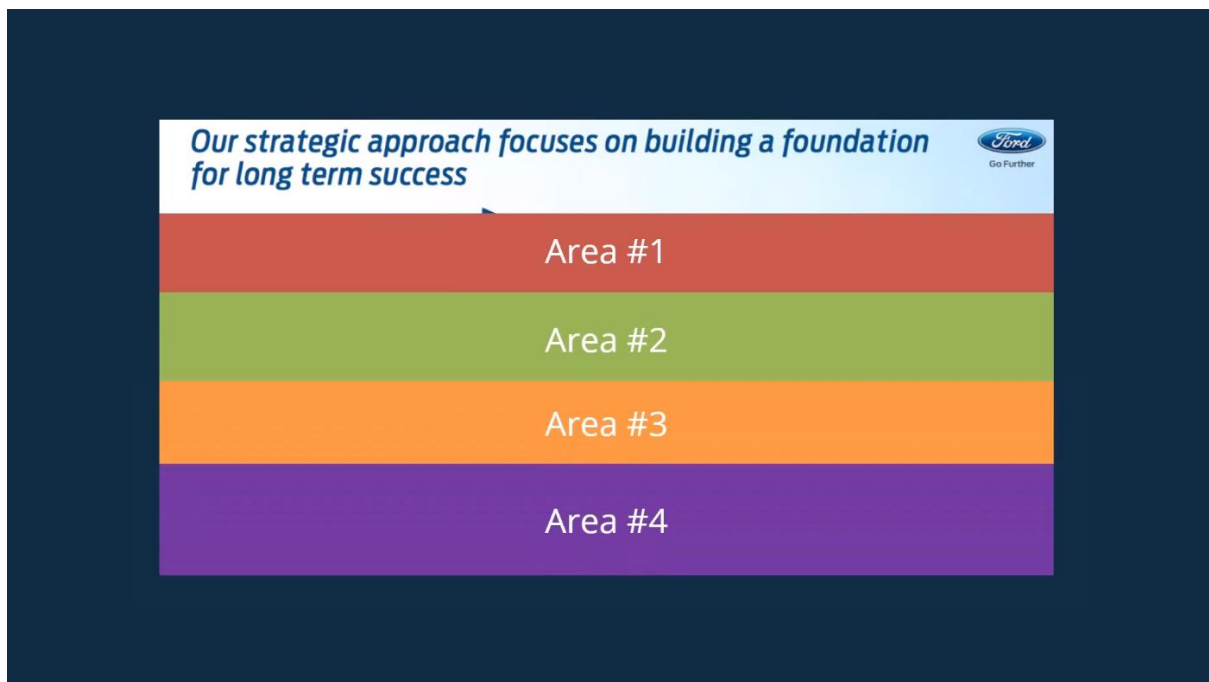 Our strategic approach focuses on building a foundation
for long term success
Ford
Go Further
Area #1
Area #2
Area #3
Area #4